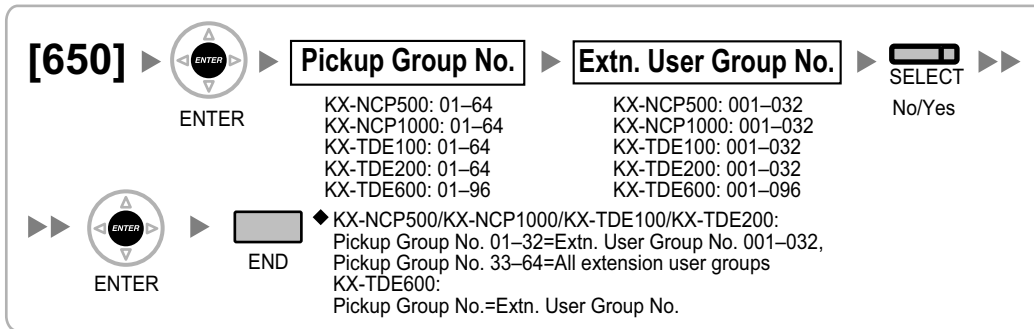 [650]
ENTER
ENTER
Pickup Group No.
KX-NCP500: 01–64
KX-NCP1000: 01–64
KX-TDE100: 01–64
KX-TDE200: 01–64
KX-TDE600: 01–96
Extn. User Group No.
KX-NCP500: 001–032
KX-NCP1000: 001–032
KX-TDE100: 001–032
KX-TDE200: 001–032
KX-TDE600: 001–096
SELECT
No/Yes
ENTER
ENTER
END
◆ KX-NCP500/KX-NCP1000/KX-TDE100/KX-TDE200:
Pickup Group No. 01–32=Extn. User Group No. 001–032,
Pickup Group No. 33–64=All extension user groups
KX-TDE600:
Pickup Group No.=Extn. User Group No.